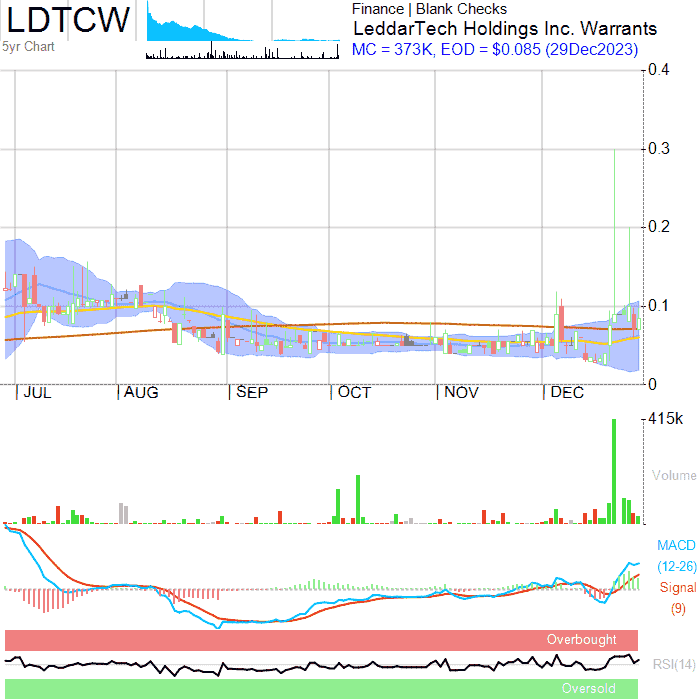 LDTCW
5yr Chart
Finance | Blank Checks
LeddarTech Holdings Inc. Warrants
MC = 373K, EOD = $0.085 (29Dec2023)
0.4
0.3
0.2
0.1
0
JUL
AUG
SEP
OCT
NOV
DEC
415k
Volume
MACD
(12-26)
Signal
(9)
Overbought
RSI(14)
Oversold